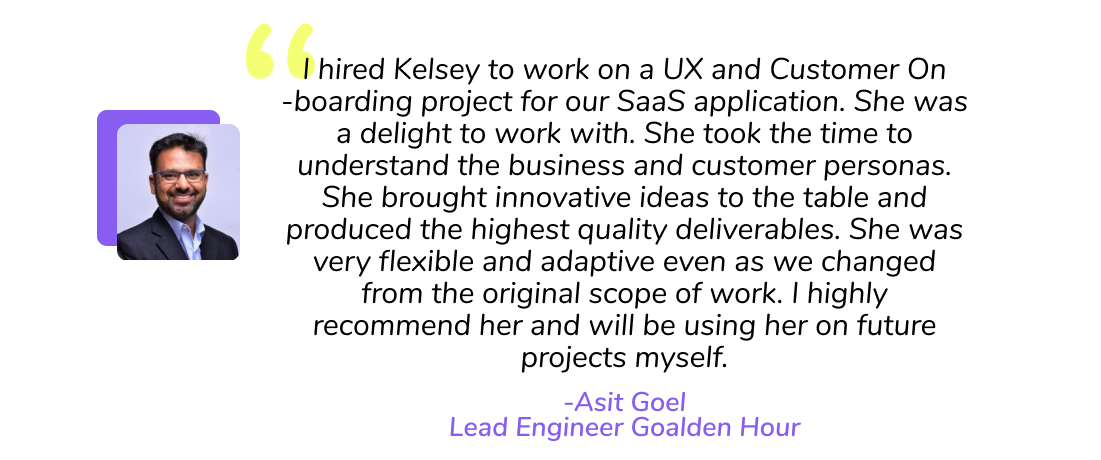 “
I hired Kelsey to work on a UX and Customer On
-boarding project for our SaaS application. She was
a delight to work with. She took the time to
understand the business and customer personas.
She brought innovative ideas to the table and
produced the highest quality deliverables. She was
very flexible and adaptive even as we changed
from the original scope of work. I highly
recommend her and will be using her on future
projects myself.
-Asit Goel
Lead Engineer Goalden Hour